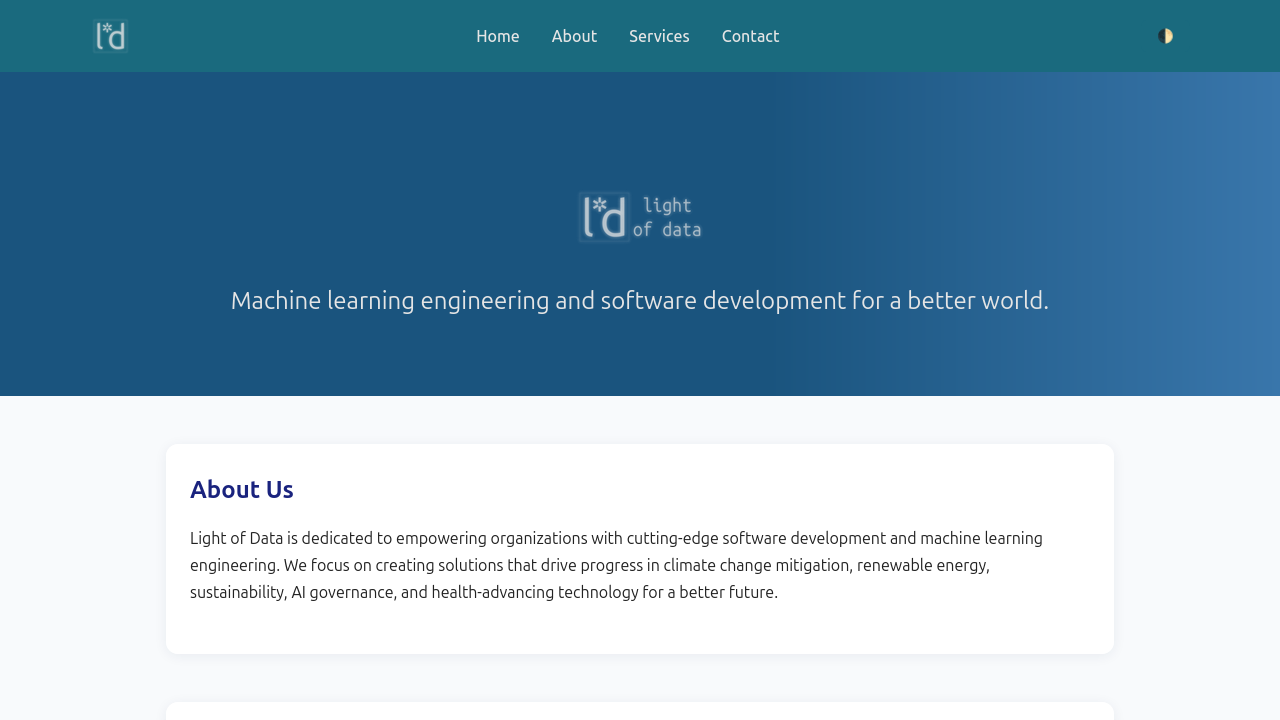 l*d
Home
About
Services
Contact
l*d
light
of data
Machine learning engineering and software development for a better world.
About Us
Light of Data is dedicated to empowering organizations with cutting-edge software development and machine learning
engineering. We focus on creating solutions that drive progress in climate change mitigation, renewable energy,
sustainability, AI governance, and health-advancing technology for a better future.